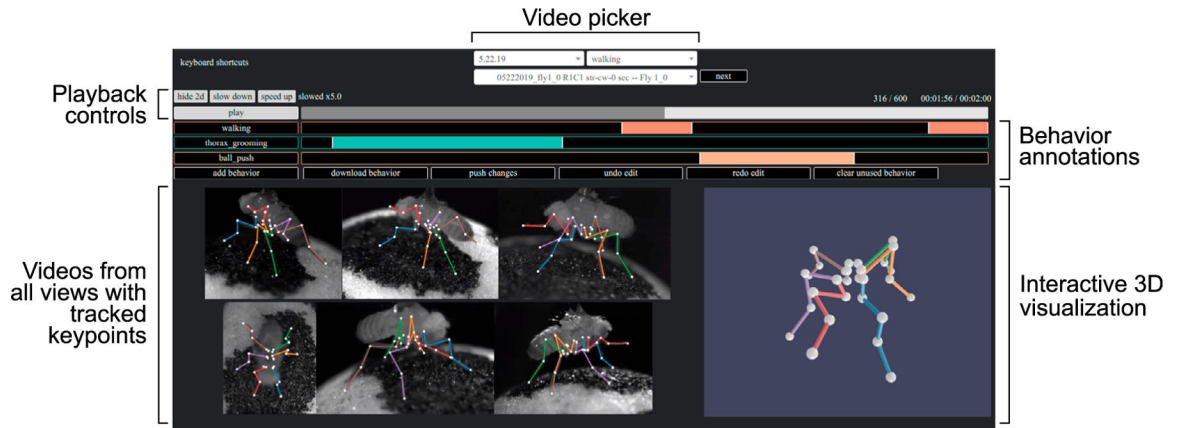 Video picker
keyboard shortcuts
5.22.19 walking
05222019_fly1_0 R1C1 str-cw-0 sec -- Fly 1_0 next
Playback
controls
hide 2d slow down speed up slowed x5.0 316 / 600 00:01:56 / 00:02:00
play
walking
thorax_grooming
ball_push
add behavior download behavior push changes undo edit redo edit clear unused behavior
Behavior
annotations
Videos from
all views with
tracked
keypoints
Interactive 3D
visualization